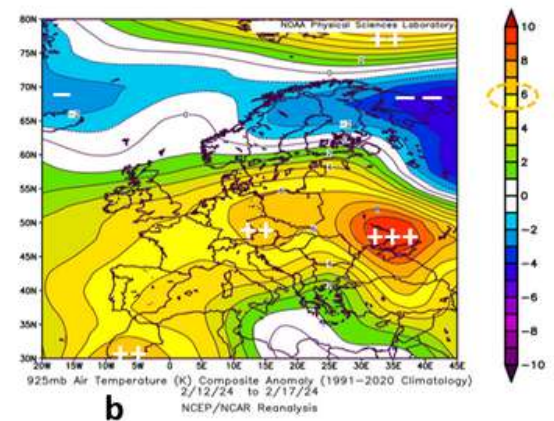 NOAA Physical Sciences Laboratory
80N
75N
70N
65N
60N
55N
50N
45N
40N
35N
30N
20W
15W
10W
5W
0
5E
10E
15E
20E
25E
30E
35E
40E
45E
10
8
6
4
2
0
-2
-4
-6
-8
-10
925mb Air Temperature (K) Composite Anomaly (1991-2020 Climatology)
2/12/24 to 2/17/24
b
NCEP/NCAR Reanalysis